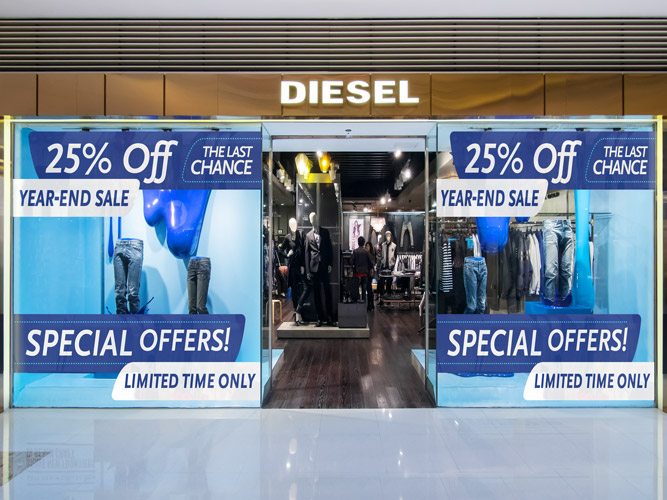 DIESEL
25% Off
THE LAST
CHANCE
YEAR-END SALE
SPECIAL OFFERS!
LIMITED TIME ONLY
25% Off
THE LAST
CHANCE
YEAR-END SALE
SPECIAL OFFERS!
LIMITED TIME ONLY